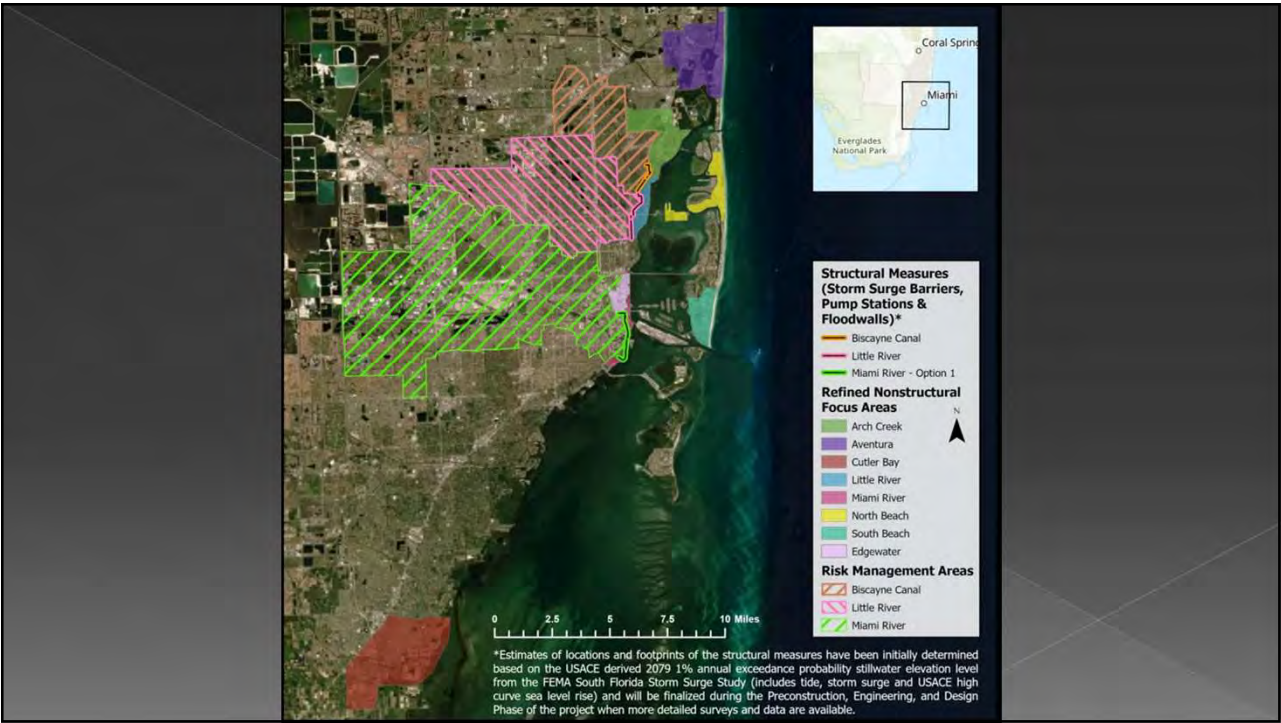 Coral Spring
Miami
Everglades
National Park
Structural Measures
(Storm Surge Barriers,
Pump Stations &
Floodwalls)*
Biscayne Canal
Little River
Miami River - Option 1
Refined Nonstructural
Focus Areas
N
Arch Creek
Aventura
Cutler Bay
Little River
Miami River
North Beach
South Beach
Edgewater
Risk Management Areas
Biscayne Canal
Little River
Miami River
0 2.5 5 7.5 10 Miles
*Estimates of locations and footprints of the structural measures have been initially determined
based on the USACE derived 2079 1% annual exceedance probability stillwater elevation level
from the FEMA South Florida Storm Surge Study (includes tide, storm surge and USACE high
curve sea level rise) and will be finalized during the Preconstruction, Engineering, and Design
Phase of the project when more detailed surveys and data are available.